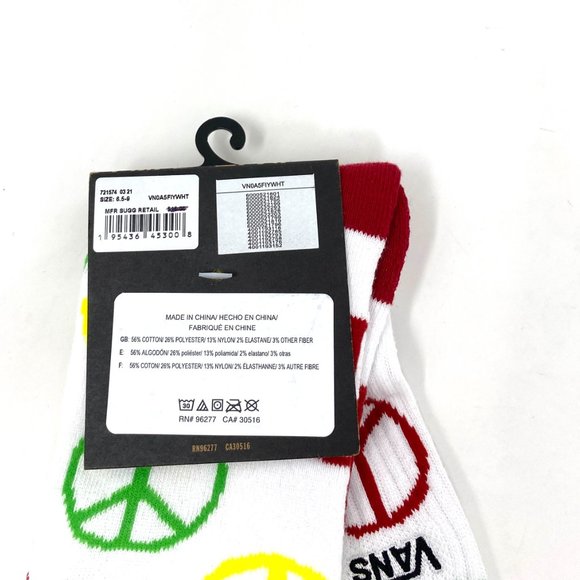 721574 03 21
SIZE: 6.5-9 VN0A5FIYWHT
MFR SUGG RETAIL
1 95436 45300 8
VN0A5FIYWHT
4001193152
MADE IN CHINA/ HECHO EN CHINA/
FABRIQUÉ EN CHINE
GB: 56% COTTON/ 26% POLYESTER/ 13% NYLON/ 2% ELASTANE/ 3% OTHER FIBER
E: 56% ALGODÓN/ 26% poliéster/ 13% poliamida/ 2% elastano/ 3% otras
F: 56% COTON/ 26% POLYESTER/ 13% NYLON/ 2% ÉLASTHANNE/ 3% AUTRE FIBRE
30
RN# 96277 CA# 30516
RN96277 CA30516
VANS